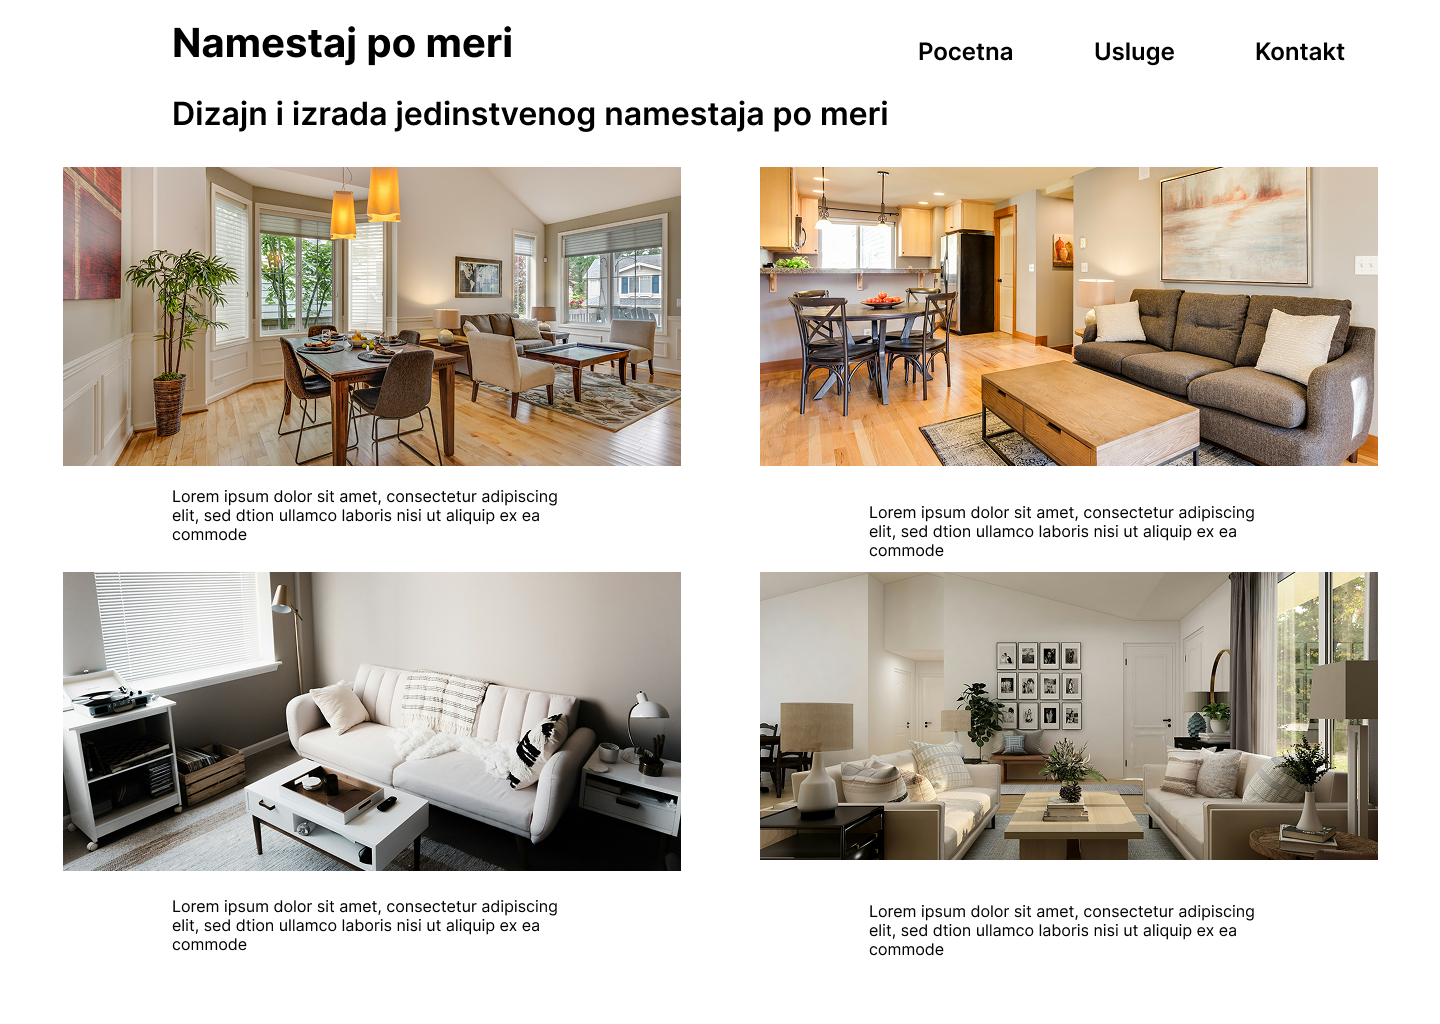 Namestaj po meri
Pocetna
Usluge
Kontakt
Dizajn i izrada jedinstvenog namestaja po meri
Lorem ipsum dolor sit amet, consectetur adipiscing
elit, sed dtion ullamco laboris nisi ut aliquip ex ea
commode
Lorem ipsum dolor sit amet, consectetur adipiscing
elit, sed dtion ullamco laboris nisi ut aliquip ex ea
commode
Lorem ipsum dolor sit amet, consectetur adipiscing
elit, sed dtion ullamco laboris nisi ut aliquip ex ea
commode
Lorem ipsum dolor sit amet, consectetur adipiscing
elit, sed dtion ullamco laboris nisi ut aliquip ex ea
commode